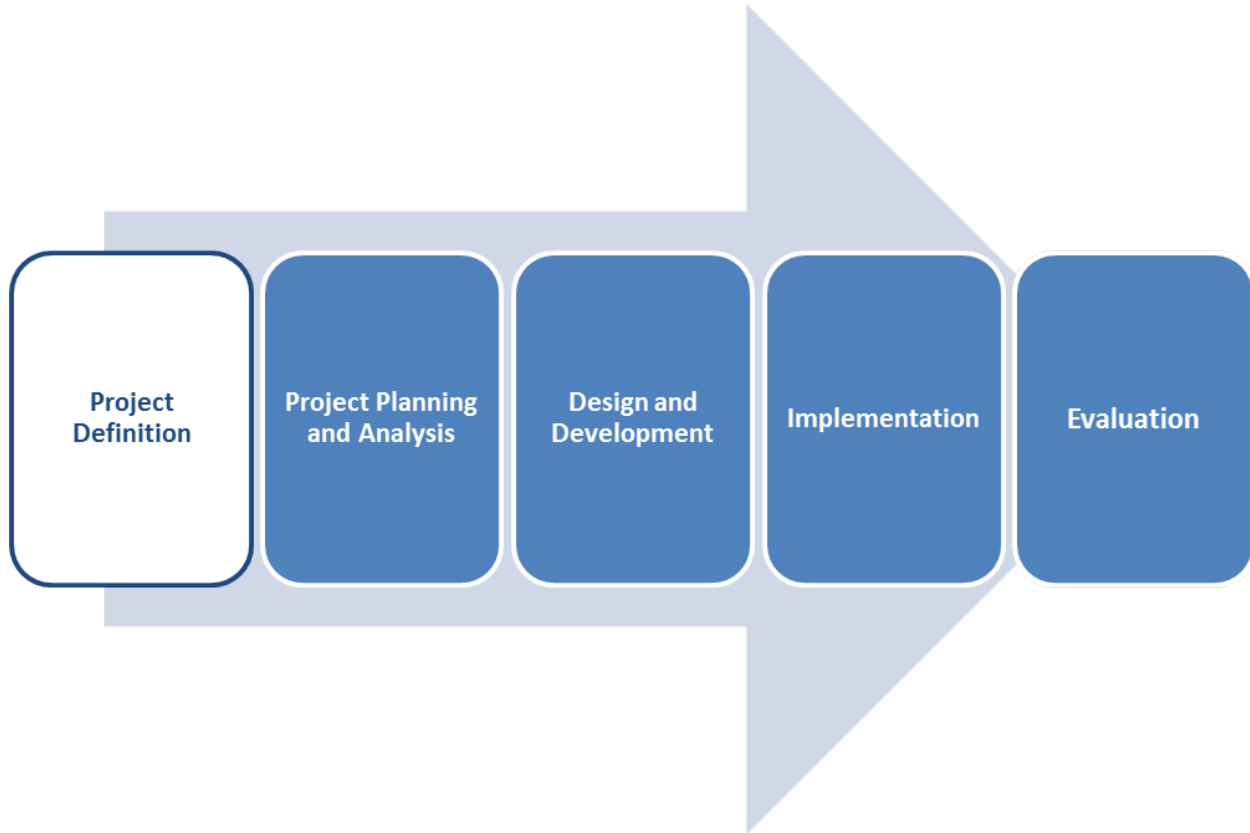 Project
Definition
Project Planning
and Analysis
Design and
Development
Implementation
Evaluation